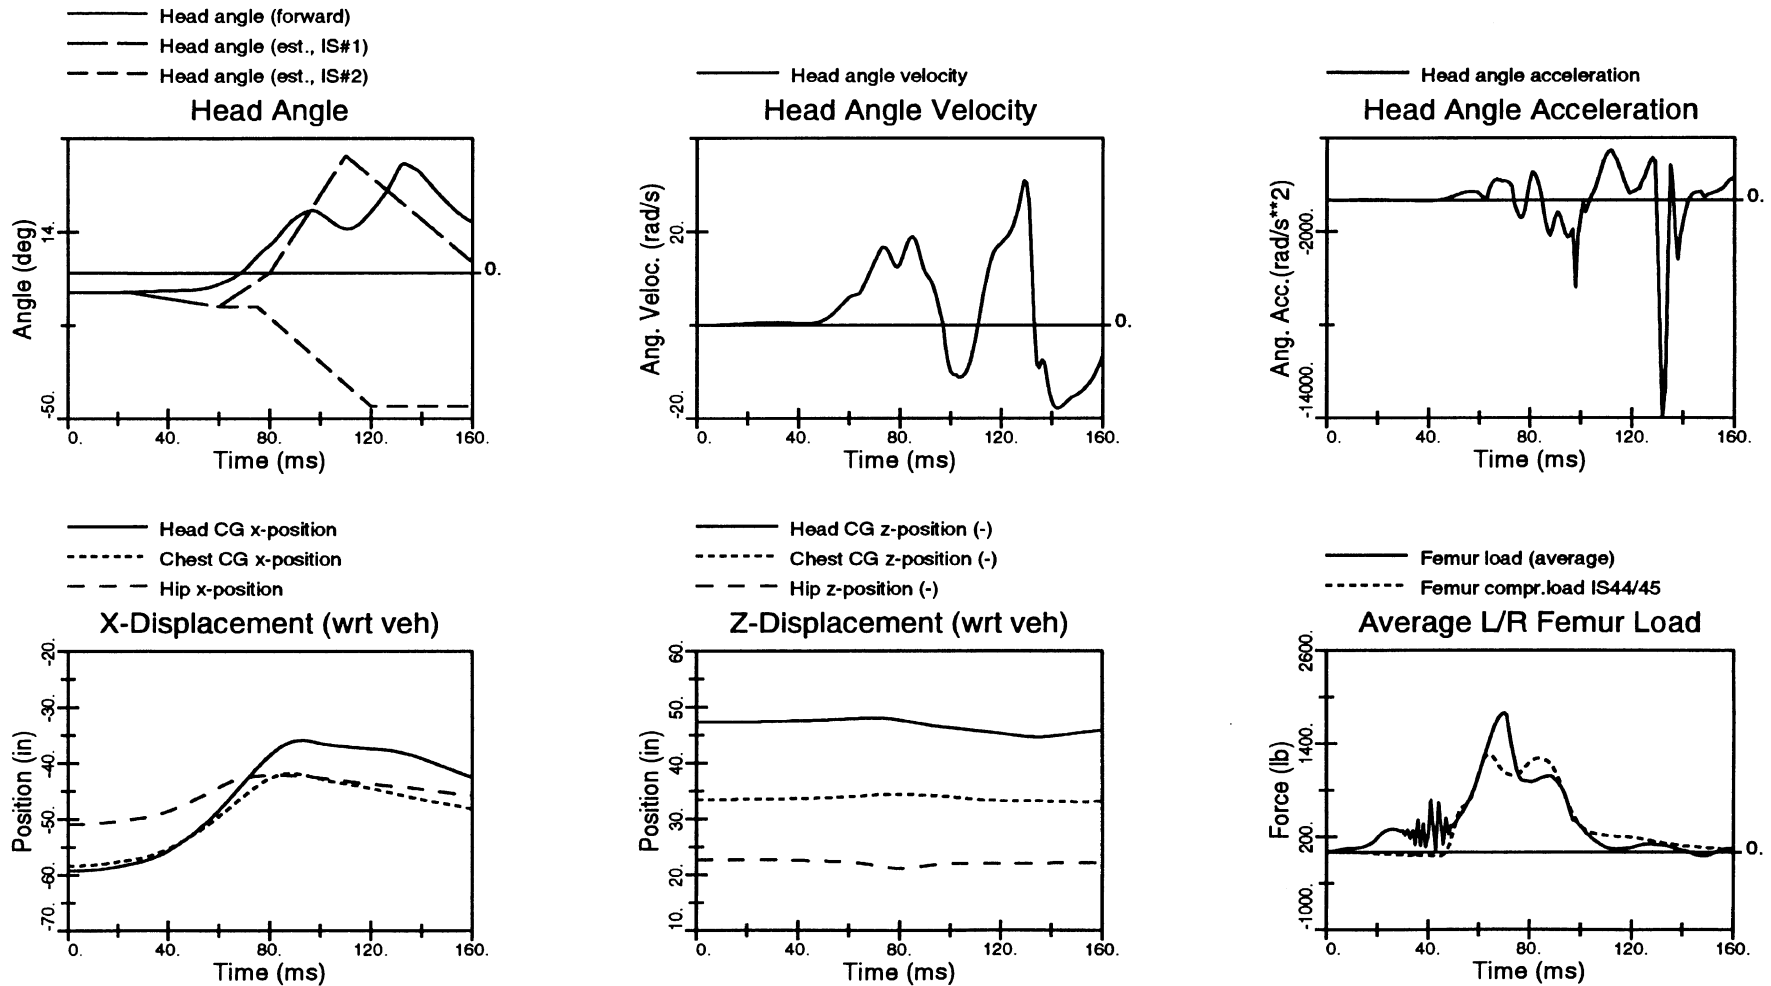 Head angle (forward)
Head angle (est., IS#1)
Head angle (est., IS#2)
Head Angle
Angle (deg)
14.
-50.
0.
0.
40.
80.
120.
160.
Time (ms)
Head angle velocity
Head Angle Velocity
Ang. Veloc. (rad/s)
20.
-20.
0.
0.
40.
80.
120.
160.
Time (ms)
Head angle acceleration
Head Angle Acceleration
Ang. Acc.(rad/s**2)
-2000.
-14000.
0.
0.
40.
80.
120.
160.
Time (ms)
Head CG x-position
Chest CG x-position
Hip x-position
X-Displacement (wrt veh)
Position (in)
-20.
-30.
-40.
-50.
-60.
-70.
0.
40.
80.
120.
160.
Time (ms)
Head CG z-position (-)
Chest CG z-position (-)
Hip z-position (-)
Z-Displacement (wrt veh)
Position (in)
60
50.
40.
30.
20.
10.
0.
40.
80.
120.
160.
Time (ms)
Femur load (average)
Femur compr.load IS44/45
Average L/R Femur Load
Force (lb)
2600.
1400.
200.
-1000.
0.
0.
40.
80.
120.
160.
Time (ms)